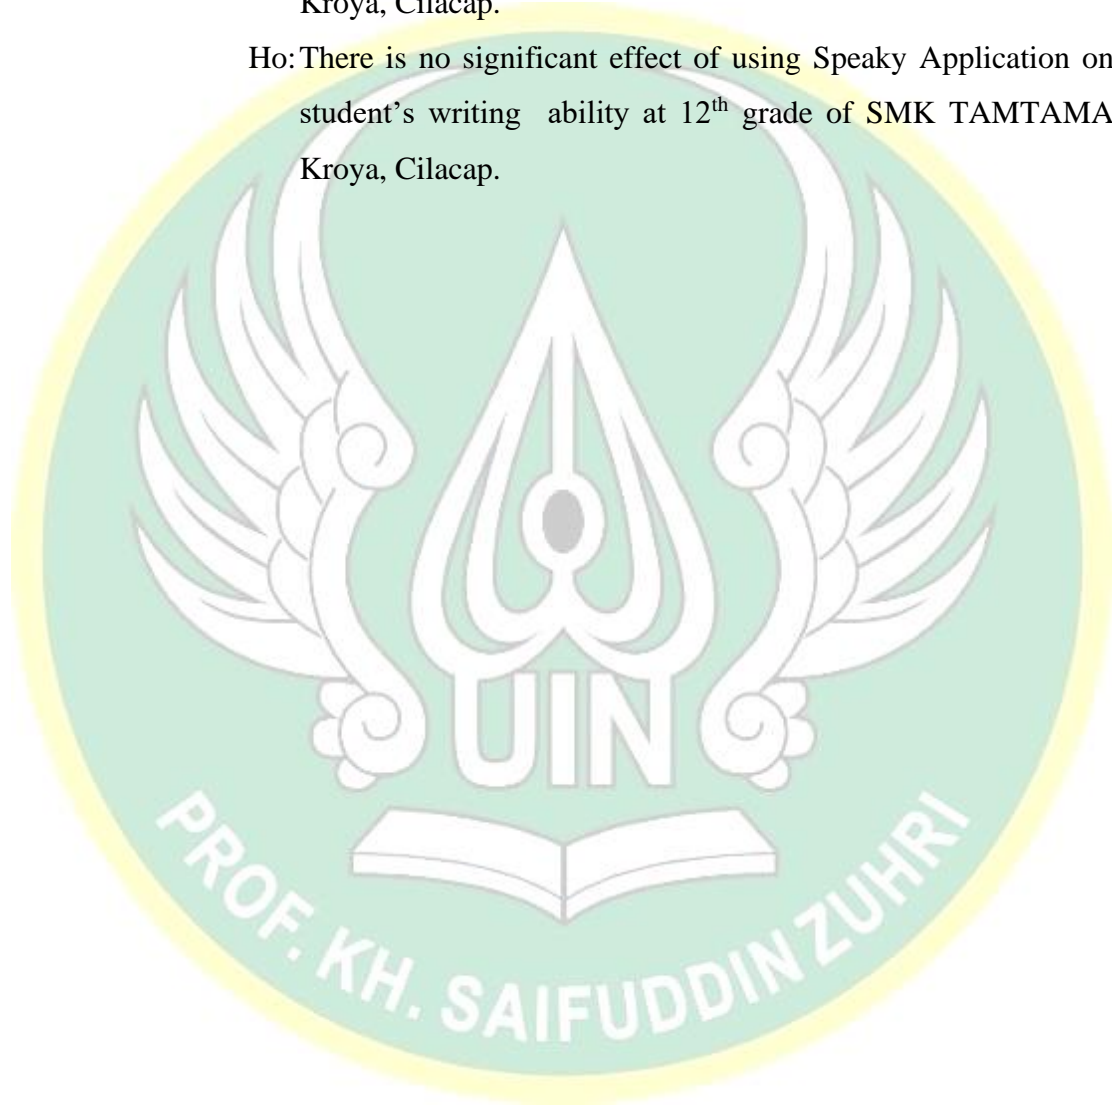 Kroya, Cilacap.
Ho: There is no significant effect of using Speaky Application on
student's writing ability at 12th grade of SMK TAMTAMA
Kroya, Cilacap.
UIN
PROF. KH. SAIFUDDIN ZUHRI